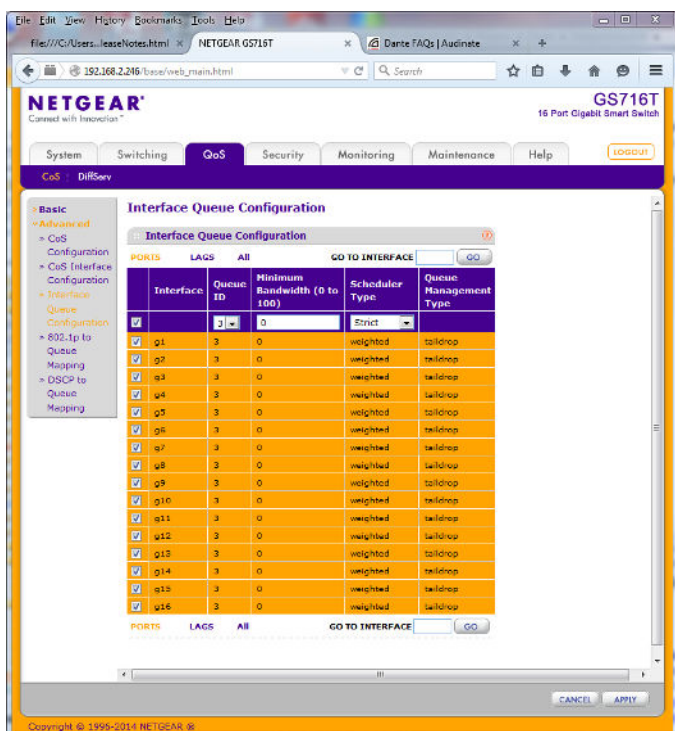 File Edit View History Bookmarks Tools Help
file:///C:/Users...leaseNotes.html × NETGEAR GS716T × Dante FAQs | Audinate × +
192.168.2.246/base/web_main.html Search
NETGEAR®
Connect with Innovation™
GS716T
16 Port Gigabit Smart Switch
System Switching QoS Security Monitoring Maintenance Help LOGOUT
CoS DiffServ
Basic
Advanced
» CoS
Configuration
» CoS Interface
Configuration
» Interface
Queue
Configuration
» 802.1p to
Queue
Mapping
» DSCP to
Queue
Mapping
Interface Queue Configuration
Interface Queue Configuration
PORTS LAGS All GO TO INTERFACE GO
Interface Queue ID Minimum Bandwidth (0 to 100) Scheduler Type Queue Management Type
3 0 Strict
g1 3 0 weighted taildrop
g2 3 0 weighted taildrop
g3 3 0 weighted taildrop
g4 3 0 weighted taildrop
g5 3 0 weighted taildrop
g6 3 0 weighted taildrop
g7 3 0 weighted taildrop
g8 3 0 weighted taildrop
g9 3 0 weighted taildrop
g10 3 0 weighted taildrop
g11 3 0 weighted taildrop
g12 3 0 weighted taildrop
g13 3 0 weighted taildrop
g14 3 0 weighted taildrop
g15 3 0 weighted taildrop
g16 3 0 weighted taildrop
PORTS LAGS All GO TO INTERFACE GO
CANCEL APPLY
Copyright © 1996-2014 NETGEAR ®